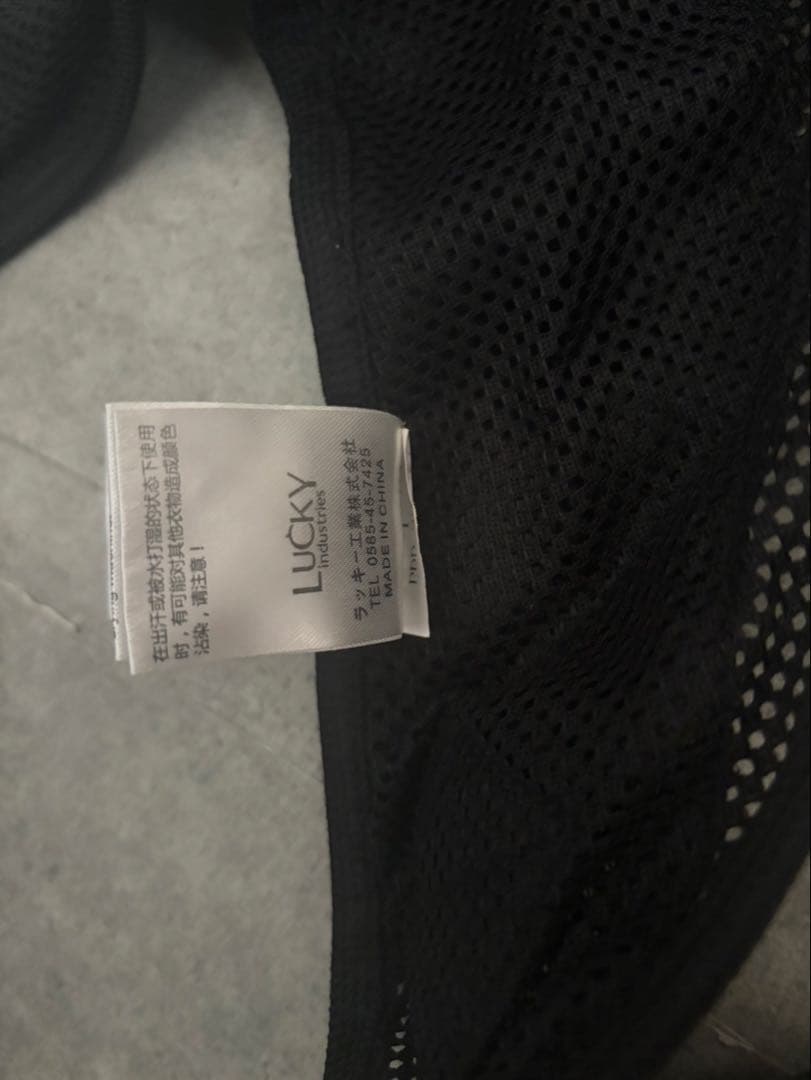 在出汗或被水打湿的状态下使用
时，有可能对其他衣物造成颜色
沾染，请注意！
LUCKY
industries
ラッキー工業株式会社
TEL 0585-45-7425
MADE IN CHINA